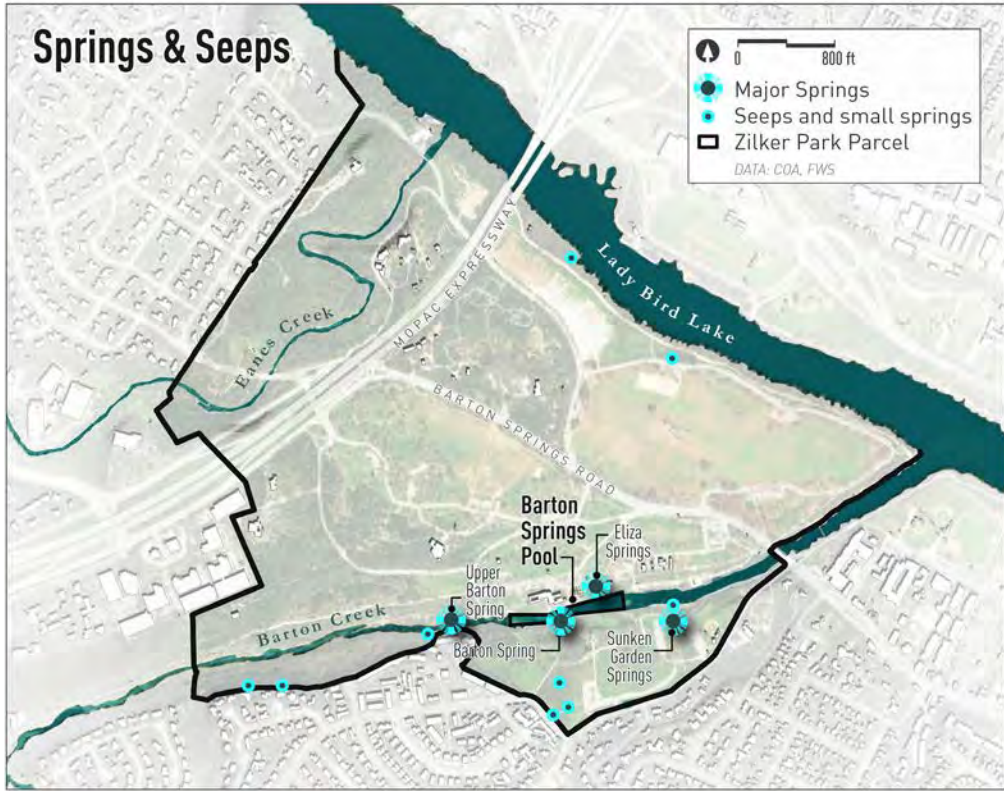 Springs & Seeps
0 800 ft
Major Springs
Seeps and small springs
Zilker Park Parcel
DATA: COA, FWS
MOPAC EXPRESSWAY
Lady Bird Lake
Eanes Creek
BARTON SPRINGS ROAD
Barton
Springs
Pool
Eliza
Springs
Upper
Barton
Spring
Barton Creek
Barton Spring
Sunken
Garden
Springs